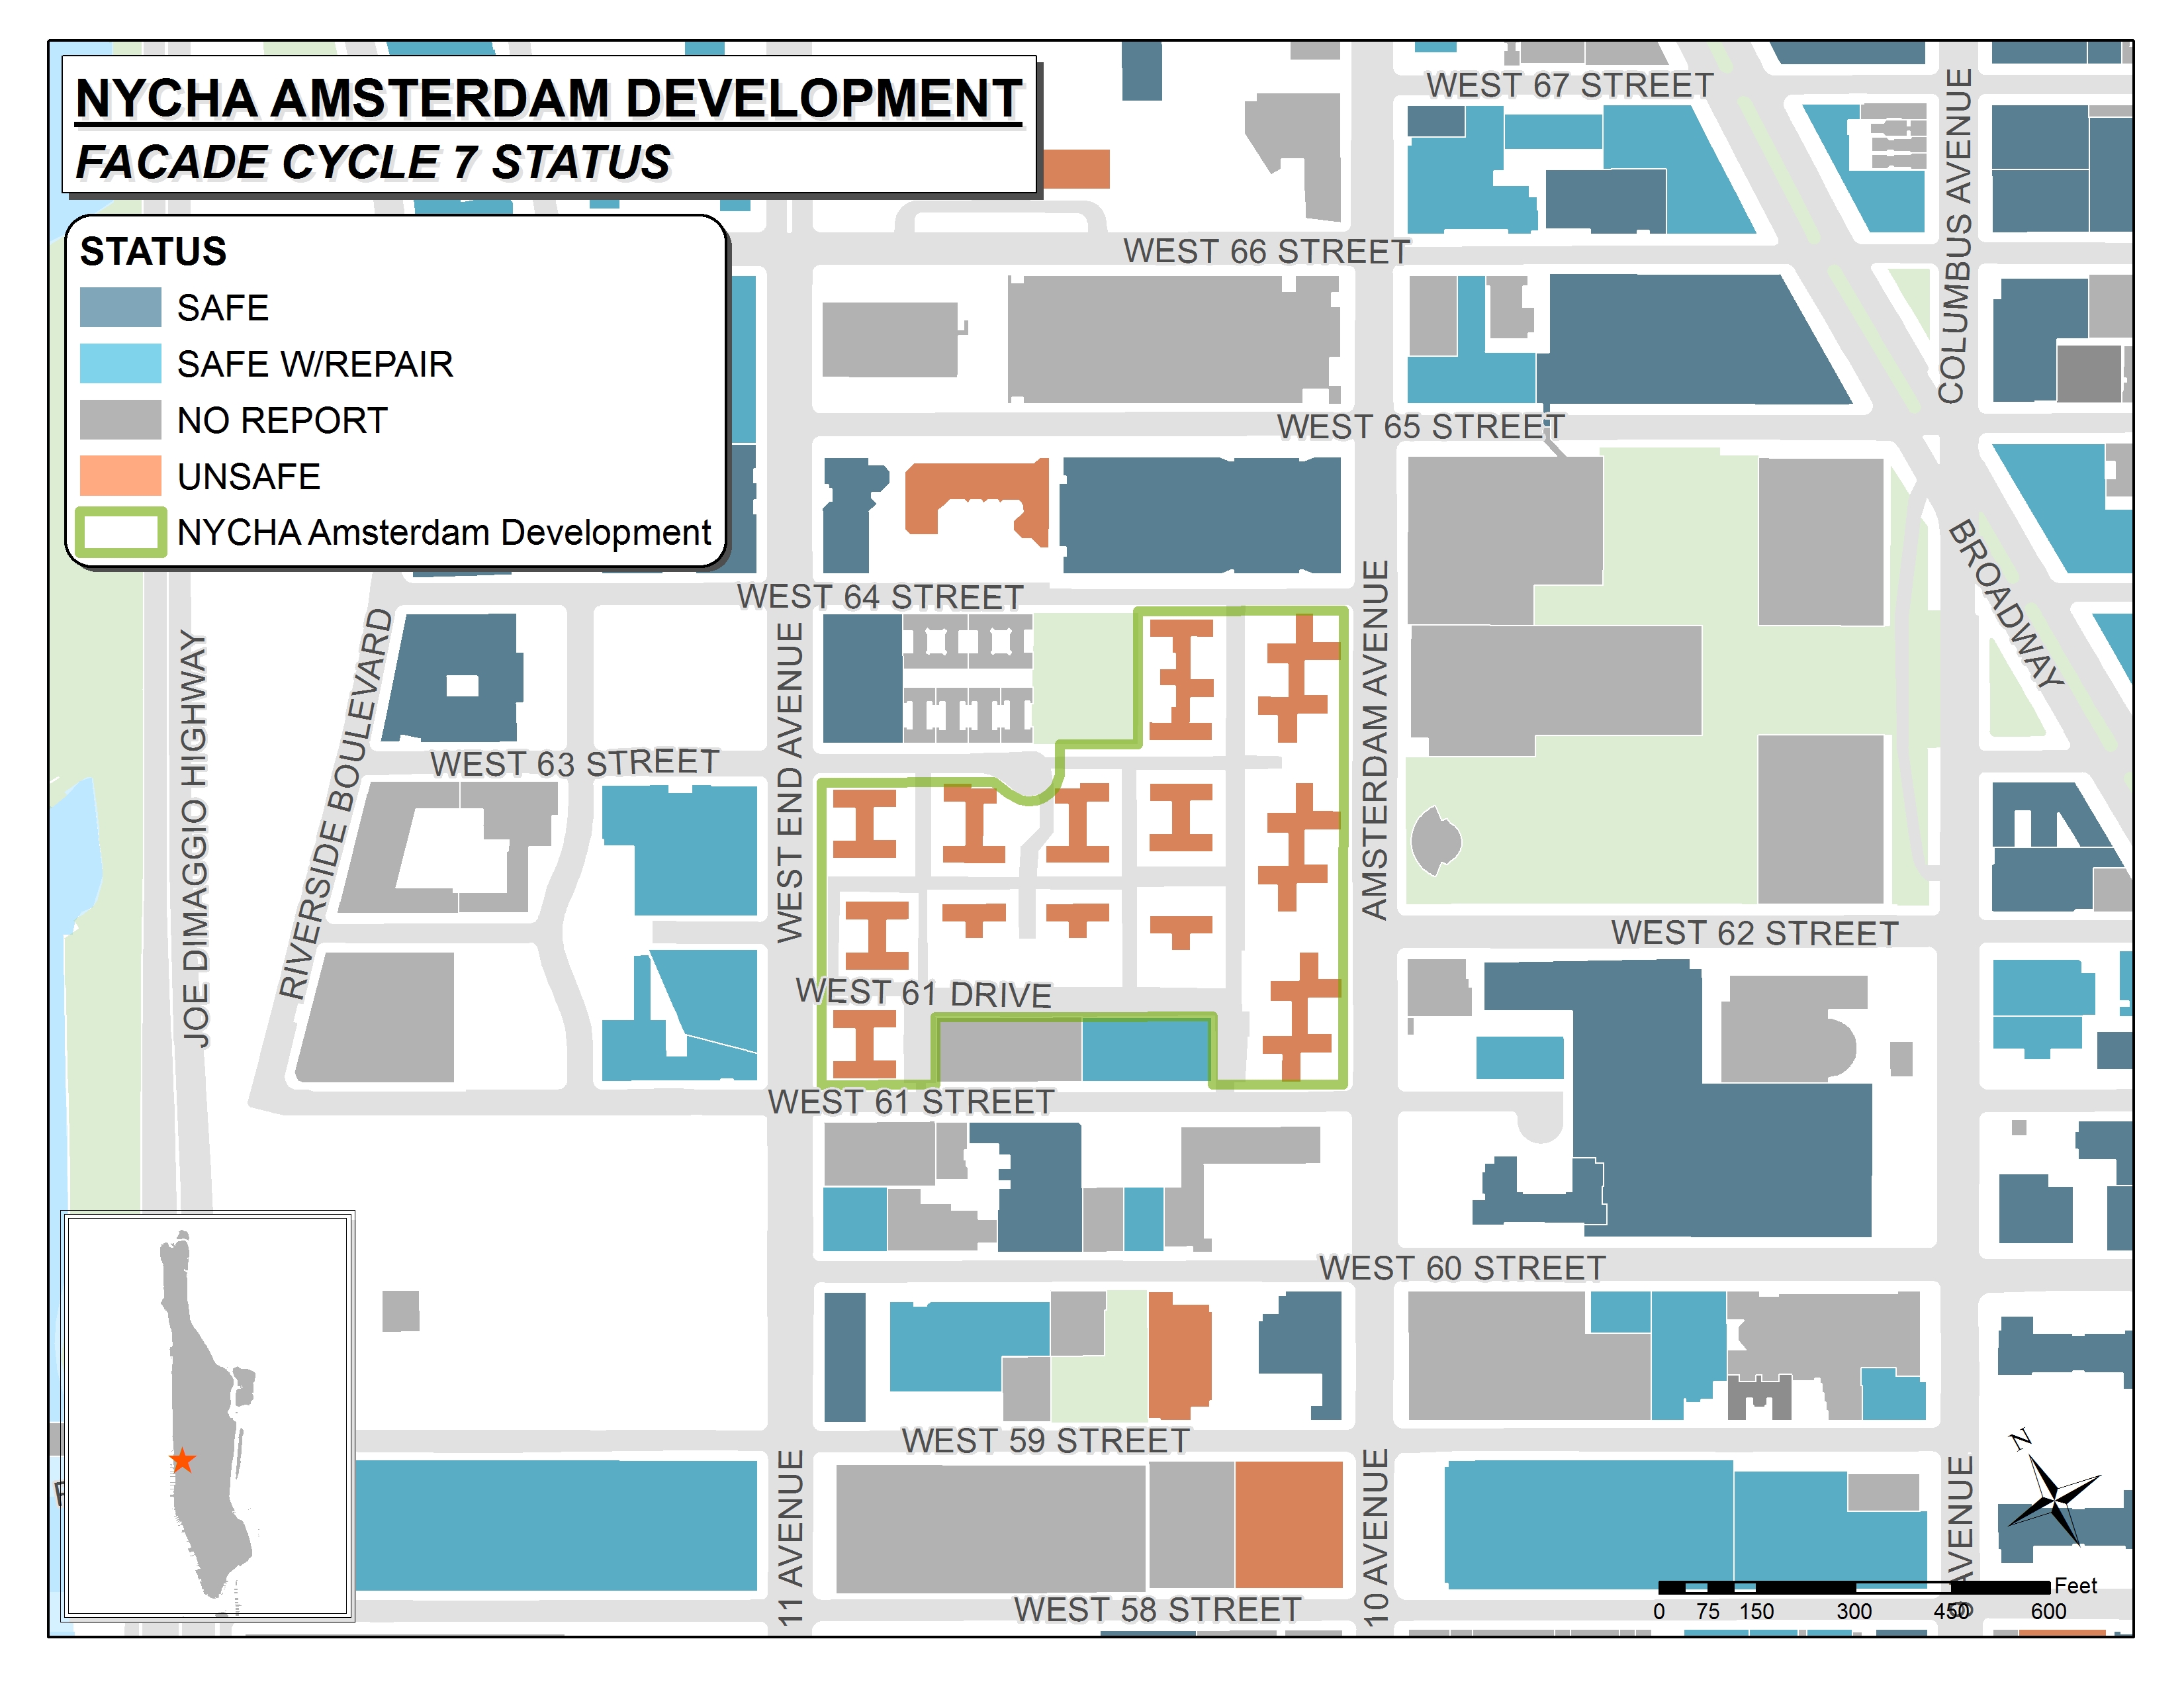 NYCHA AMSTERDAM DEVELOPMENT
FACADE CYCLE 7 STATUS
STATUS
SAFE
SAFE W/REPAIR
NO REPORT
UNSAFE
NYCHA Amsterdam Development
WEST 67 STREET
WEST 66 STREET
COLUMBUS AVENUE
WEST 65 STREET
BROADWAY
WEST 64 STREET
WEST END AVENUE
AMSTERDAM AVENUE
JOE DIMAGGIO HIGHWAY
RIVERSIDE BOULEVARD
WEST 63 STREET
WEST 62 STREET
WEST 61 DRIVE
WEST 61 STREET
WEST 60 STREET
WEST 59 STREET
11 AVENUE
10 AVENUE
AVENUE
WEST 58 STREET
N
Feet
0 75 150 300 450 600